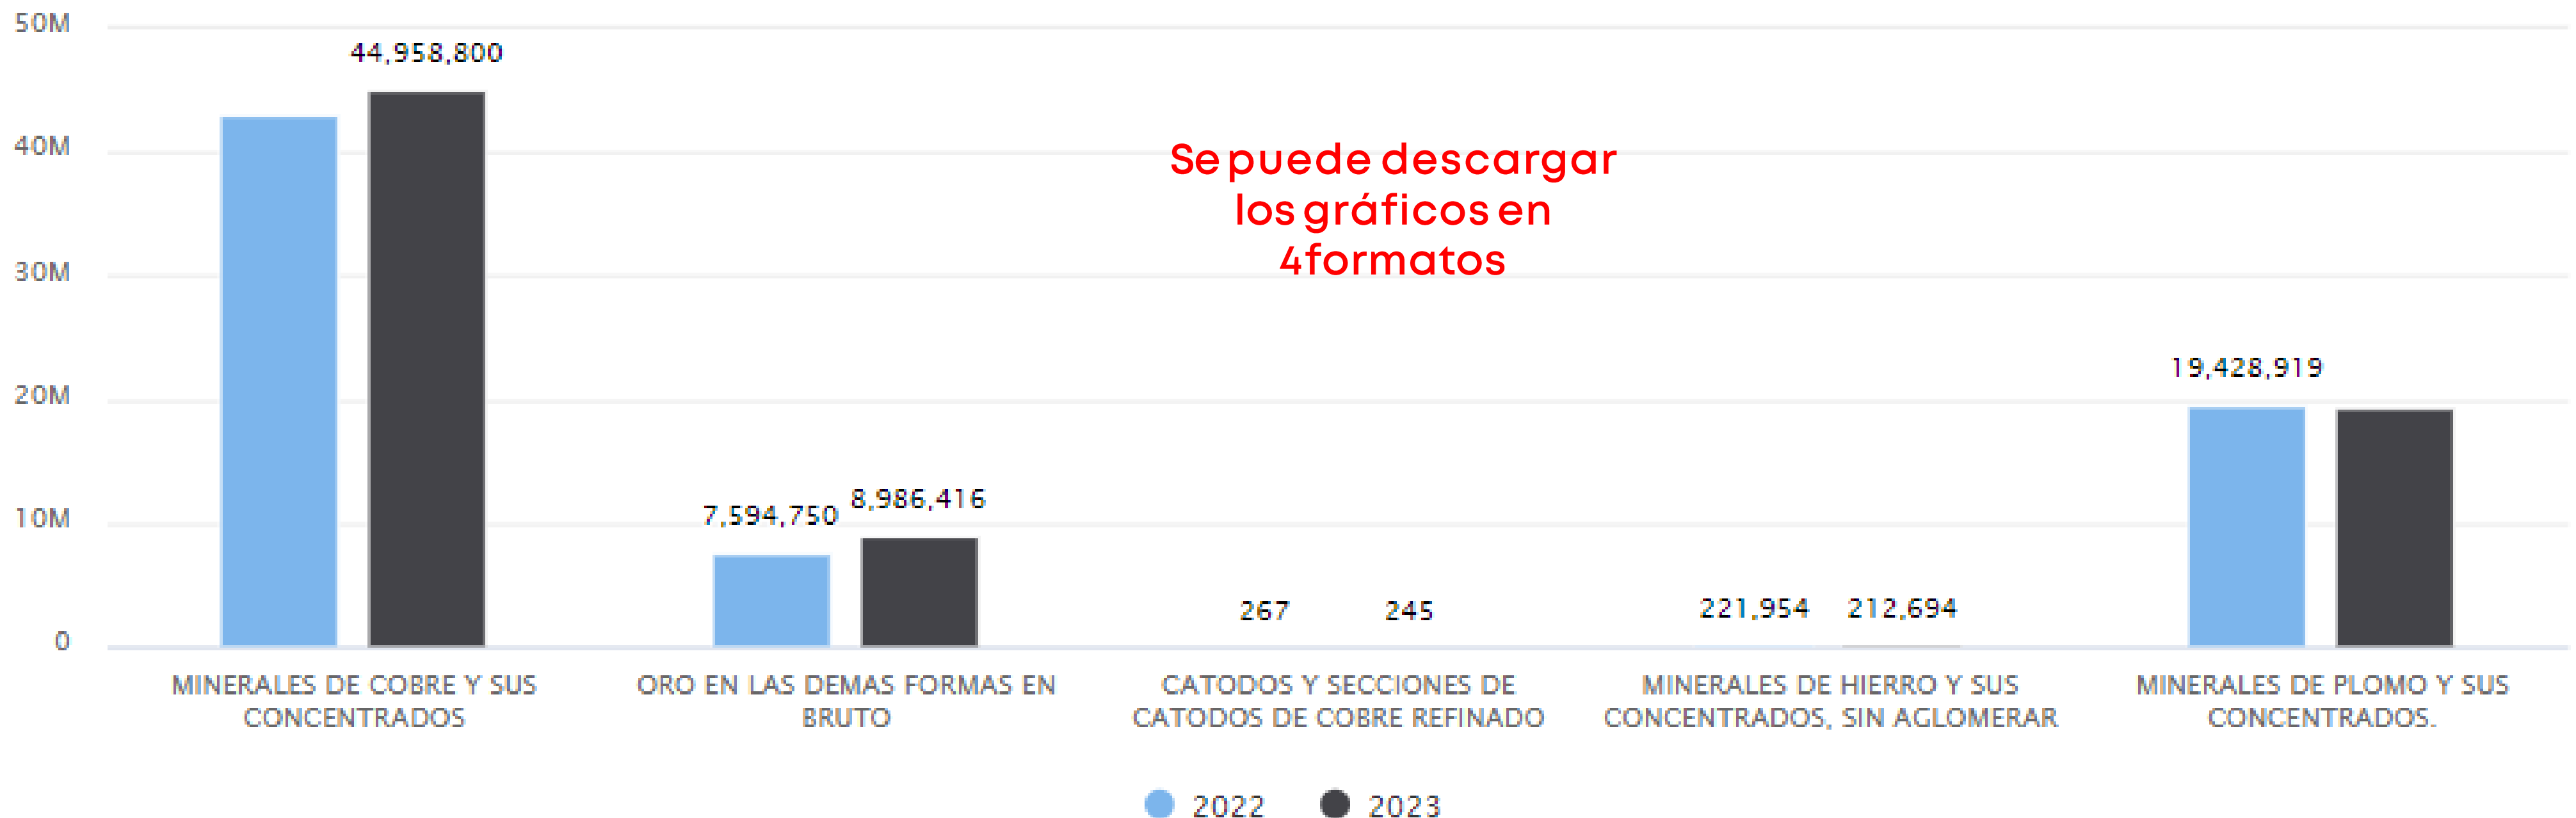 50M
44,958,800
40M
Se puede descargar
los gráficos en
4 formatos
30M
19,428,919
20M
7,594,750
8,986,416
10M
267
245
221,954
212,694
0
MINERALES DE COBRE Y SUS
CONCENTRADOS
ORO EN LAS DEMAS FORMAS EN
BRUTO
CATODOS Y SECCIONES DE
CATODOS DE COBRE REFINADO
MINERALES DE HIERRO Y SUS
CONCENTRADOS, SIN AGLOMERAR
MINERALES DE PLOMO Y SUS
CONCENTRADOS.
2022
2023